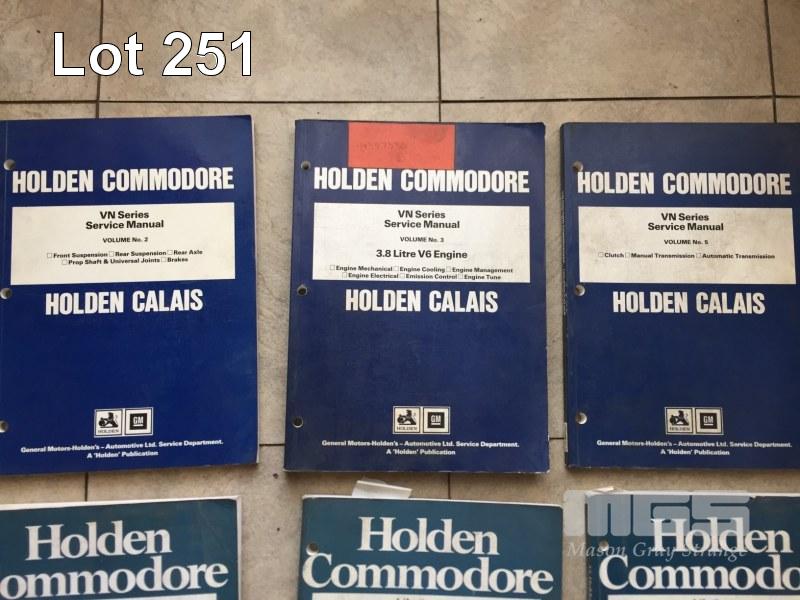 Lot 251
HOLDEN COMMODORE
VN Series
Service Manual
VOLUME No. 2
Front Suspension Rear Suspension Rear Axle
Prop Shaft & Universal Joints Brakes
HOLDEN CALAIS
HOLDEN
GM
General Motors-Holden's – Automotive Ltd. Service Department.
A 'Holden' Publication
HOLDEN COMMODORE
VN Series
Service Manual
VOLUME No. 3
3.8 Litre V6 Engine
Engine Mechanical Engine Cooling Engine Management
Engine Electrical Emission Control Engine Tune
HOLDEN CALAIS
HOLDEN
GM
General Motors-Holden's – Automotive Ltd. Service Department.
A 'Holden' Publication
HOLDEN COMMODORE
VN Series
Service Manual
VOLUME No. 5
Clutch Manual Transmission Automatic Transmission
HOLDEN CALAIS
HOLDEN
GM
General Motors-Holden's – Automotive Ltd. Service Department.
A 'Holden' Publication
Holden
ommodore
Holden
Commodore
Holden
Commodo
MGS
Mason Gray Strange